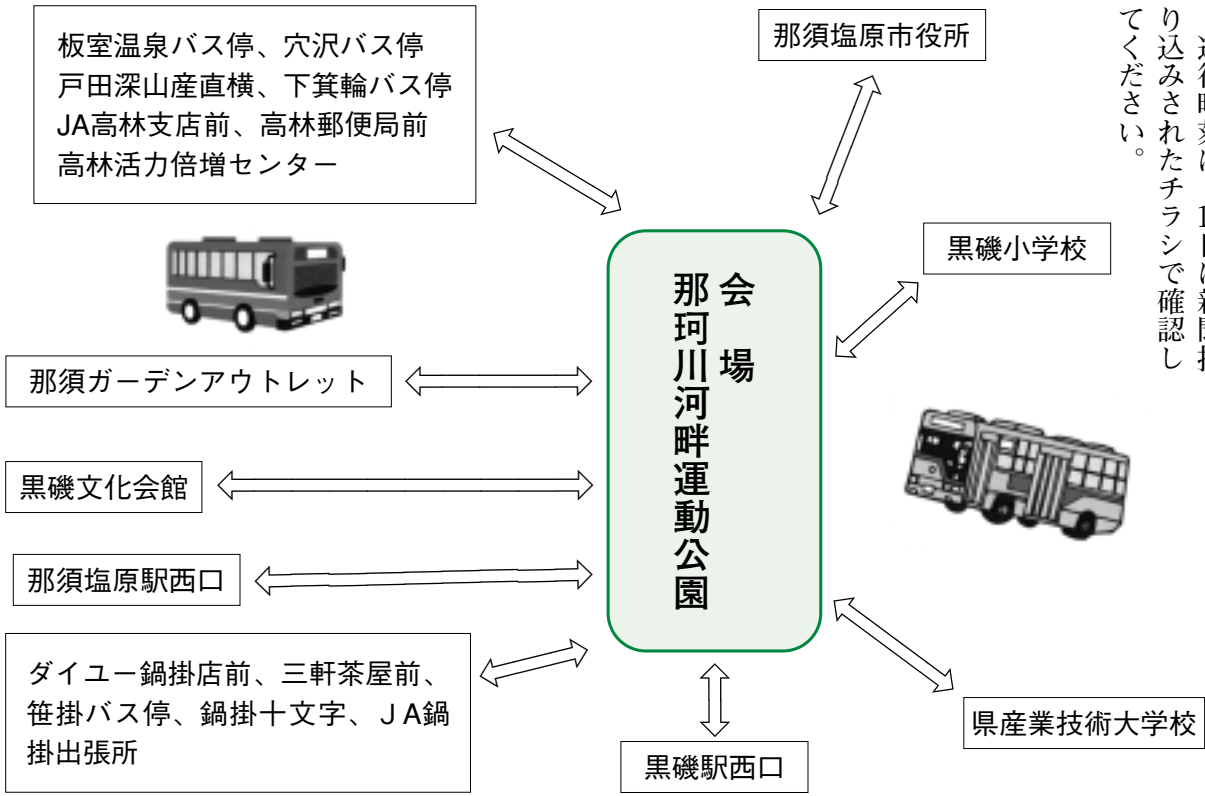 り込みされたチラシで確認し
てください。
板室温泉バス停、穴沢バス停
戸田深山産直横、下箕輪バス停
JA高林支店前、高林郵便局前
高林活力倍増センター
那須塩原市役所
黒磯小学校
会場
那珂川河畔運動公園
那須ガーデンアウトレット
黒磯文化会館
那須塩原駅西口
ダイユー鍋掛店前、三軒茶屋前、
笹掛バス停、鍋掛十文字、ＪA鍋
掛出張所
黒磯駅西口
県産業技術大学校